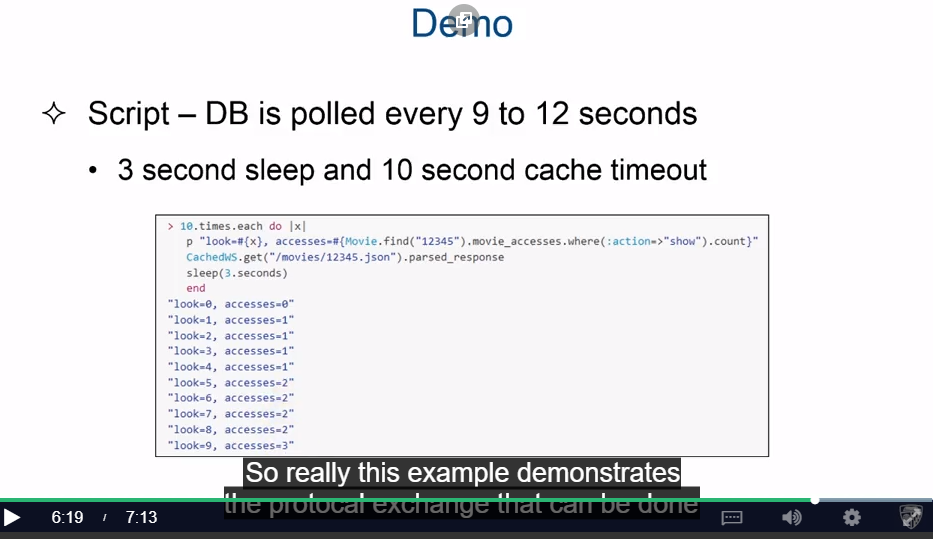 Demo
Script – DB is polled every 9 to 12 seconds
• 3 second sleep and 10 second cache timeout
> 10.times.each do |x|
p "look=#{x}, accesses=#{Movie.find("12345").movie_accesses.where(:action=>"show").count}"
CachedWS.get("/movies/12345.json").parsed_response
sleep(3.seconds)
end
"look=0, accesses=0"
"look=1, accesses=1"
"look=2, accesses=1"
"look=3, accesses=1"
"look=4, accesses=1"
"look=5, accesses=2"
"look=6, accesses=2"
"look=7, accesses=2"
"look=8, accesses=2"
"look=9, accesses=3"
So really this example demonstrates
the protocal exchange that can be done
6:19 / 7:13